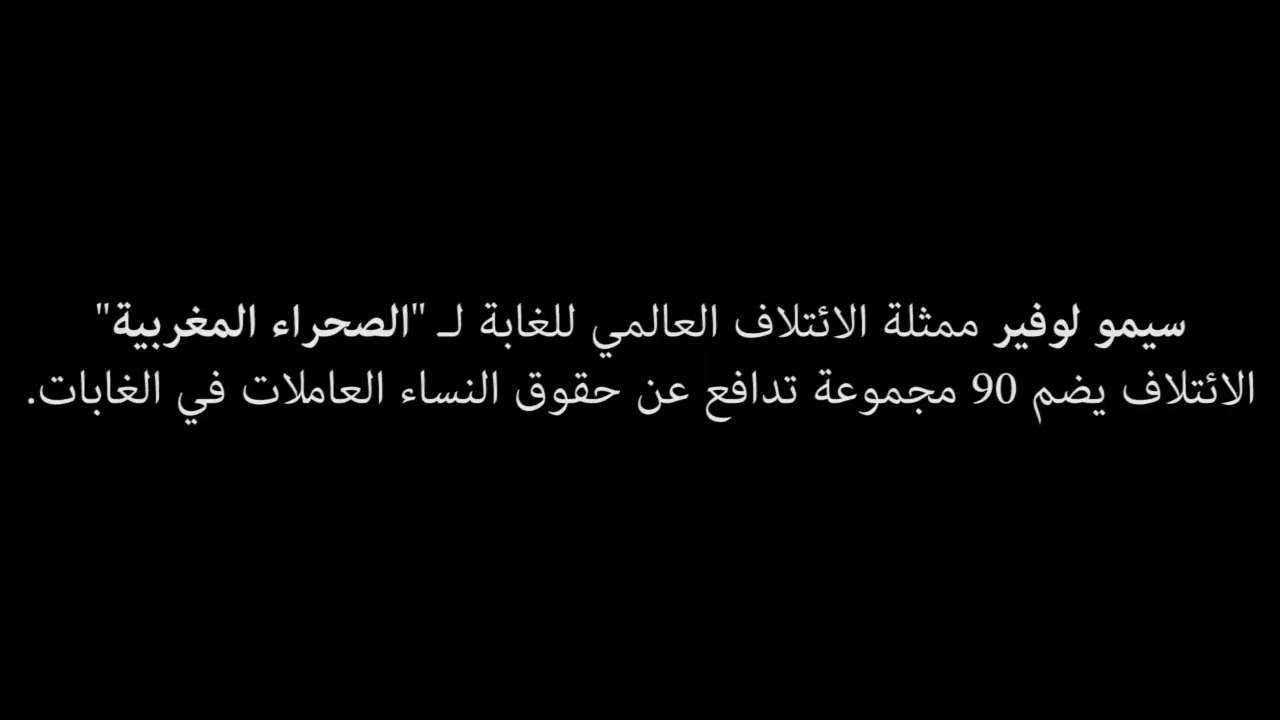 سيمو لوفير ممثلة الائتلاف العالمي للغابة لـ "الصحراء المغربية"
الائتلاف يضم 90 مجموعة تدافع عن حقوق النساء العاملات في الغابات.